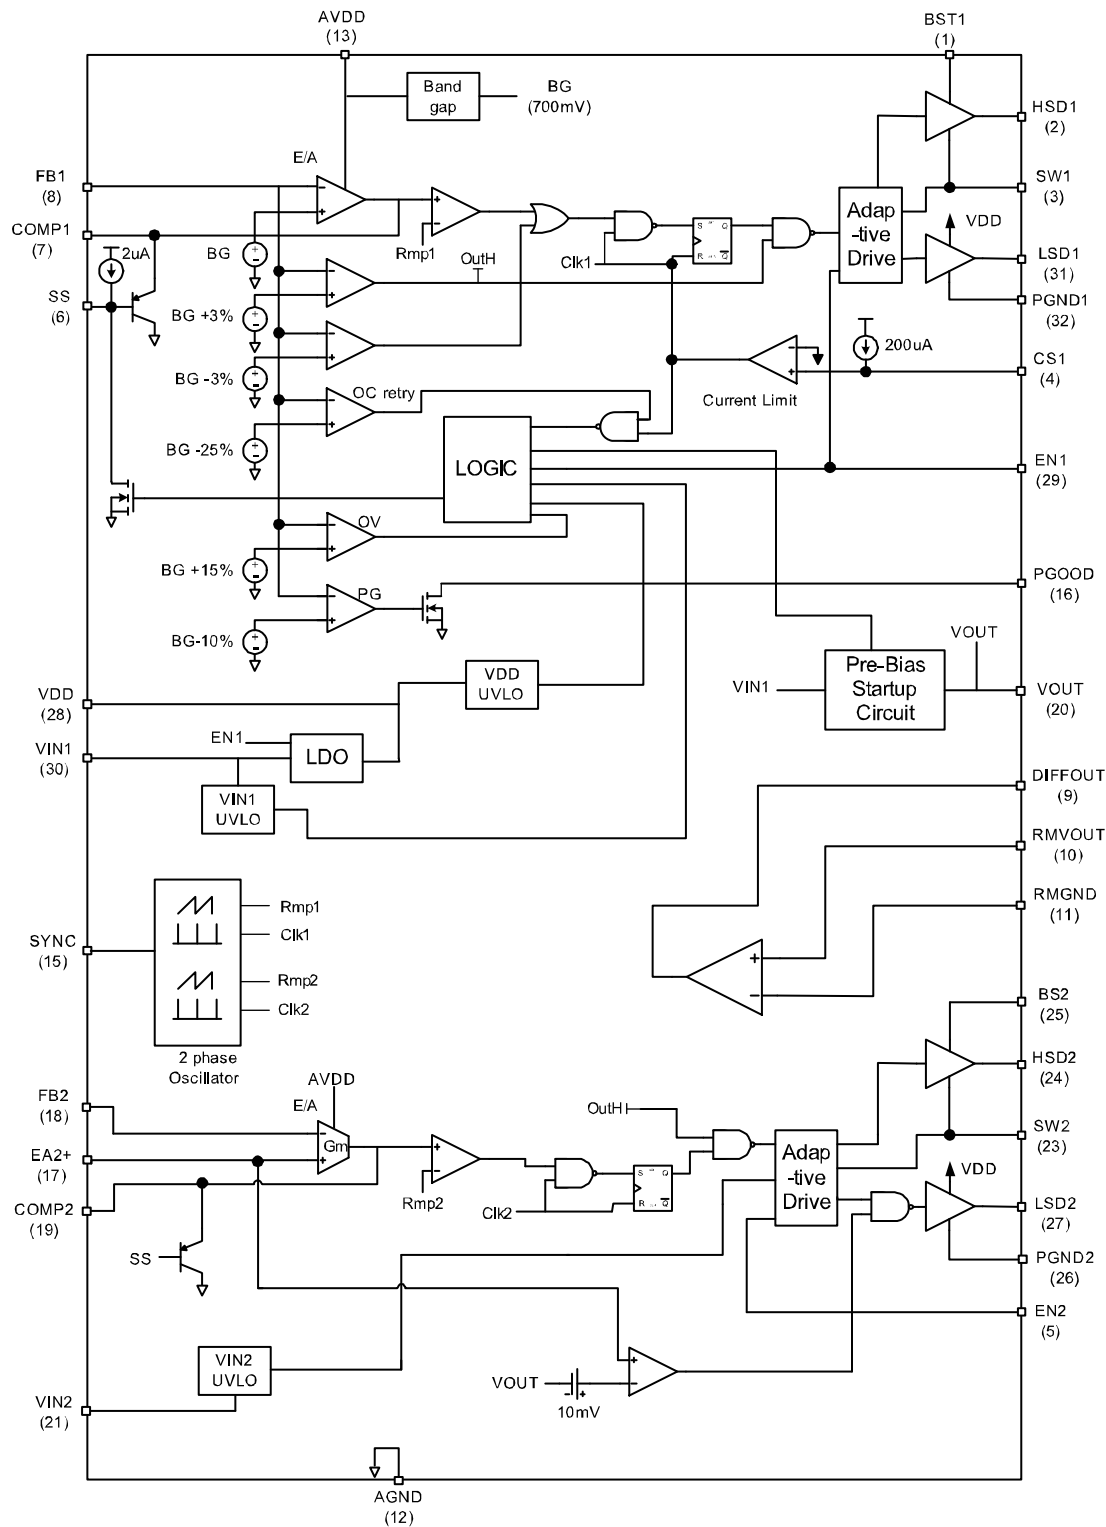 AVDD
(13)
BST1
(1)
Band
gap
BG
(700mV)
HSD1
(2)
E/A
FB1
(8)
SW1
(3)
COMP1
(7)
Adap
-tive
Drive
VDD
2uA
BG
Rmp1
OutH
Clk1
S
Q
R
Q
LSD1
(31)
SS
(6)
PGND1
(32)
BG +3%
200uA
CS1
(4)
BG -3%
OC retry
Current Limit
BG -25%
LOGIC
EN1
(29)
OV
BG +15%
PGOOD
(16)
PG
BG-10%
VOUT
VDD
UVLO
VDD
(28)
VIN1
Pre-Bias
Startup
Circuit
VOUT
(20)
EN1
VIN1
(30)
LDO
VIN1
UVLO
DIFFOUT
(9)
RMVOUT
(10)
RMGND
(11)
Rmp1
Clk1
SYNC
(15)
Rmp2
Clk2
2 phase
Oscillator
BS2
(25)
HSD2
(24)
AVDD
E/A
FB2
(18)
OutH
SW2
(23)
Gm
Adap
-tive
Drive
EA2+
(17)
VDD
Rmp2
S
Q
R
Q
COMP2
(19)
Clk2
LSD2
(27)
SS
PGND2
(26)
EN2
(5)
VIN2
UVLO
VOUT
10mV
VIN2
(21)
AGND
(12)